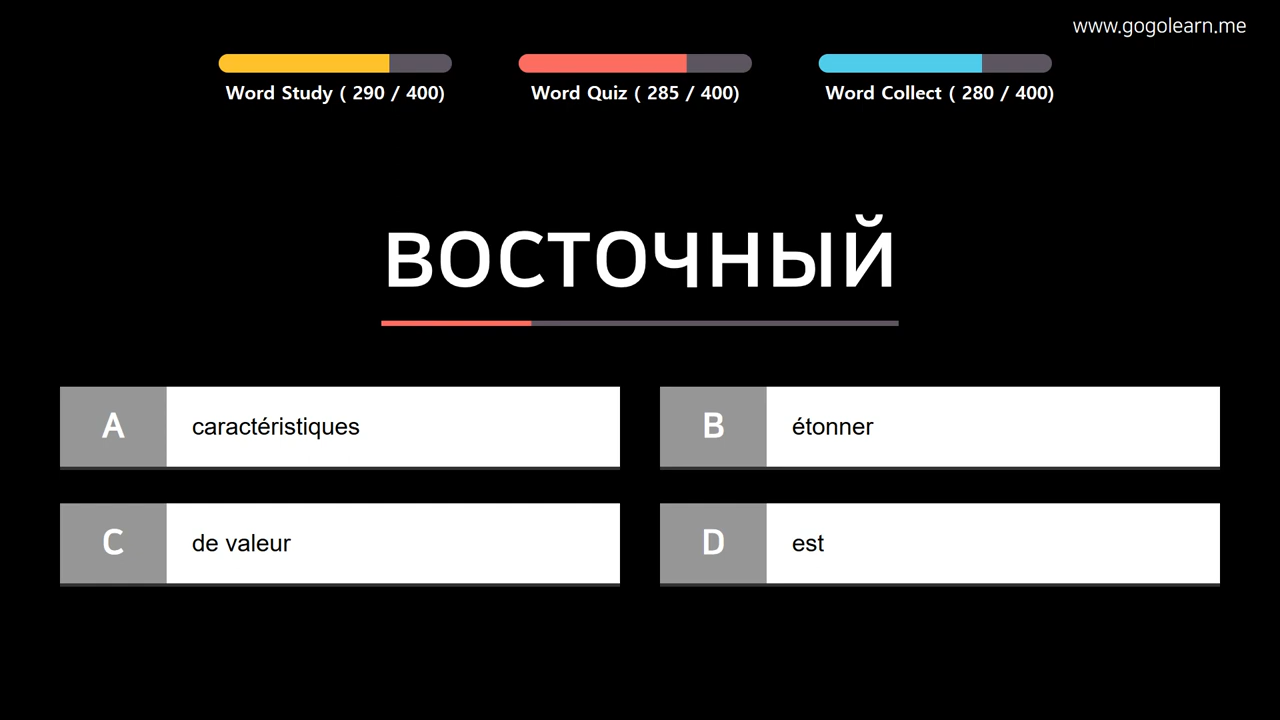 www.gogolearn.me
Word Study ( 290 / 400)
Word Quiz ( 285 / 400)
Word Collect ( 280 / 400)
восточный
A caractéristiques
B étonner
C de valeur
D est